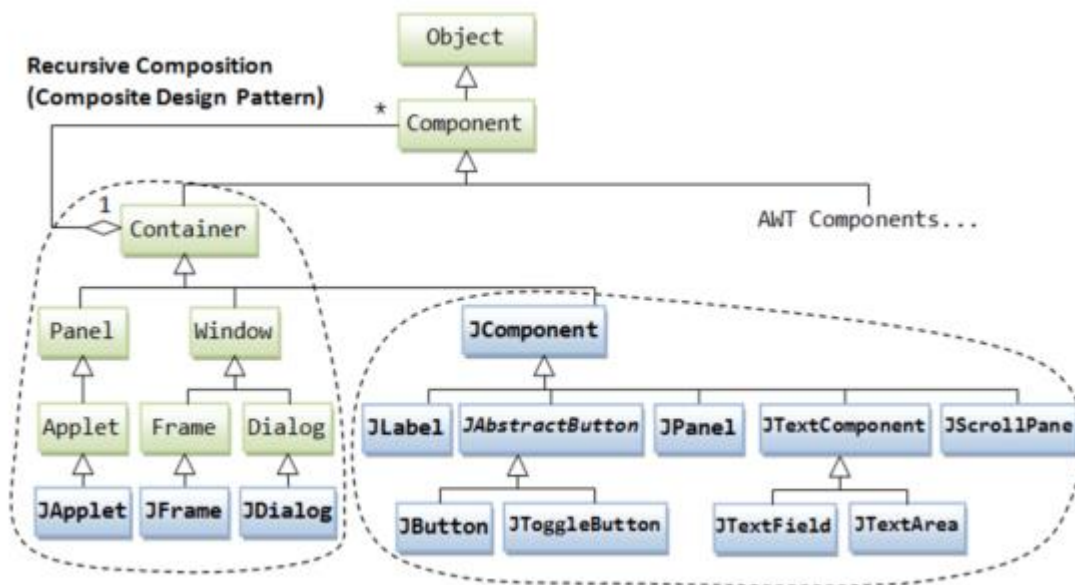 Object
Recursive Composition
(Composite Design Pattern)
*
Component
1
Container
AWT Components...
Panel
Window
JComponent
Applet
Frame
Dialog
JLabel
JAbstractButton
JPanel
JTextComponent
JScrollPanel
JApplet
JFrame
JDialog
JButton
JToggleButton
JTextField
JTextArea